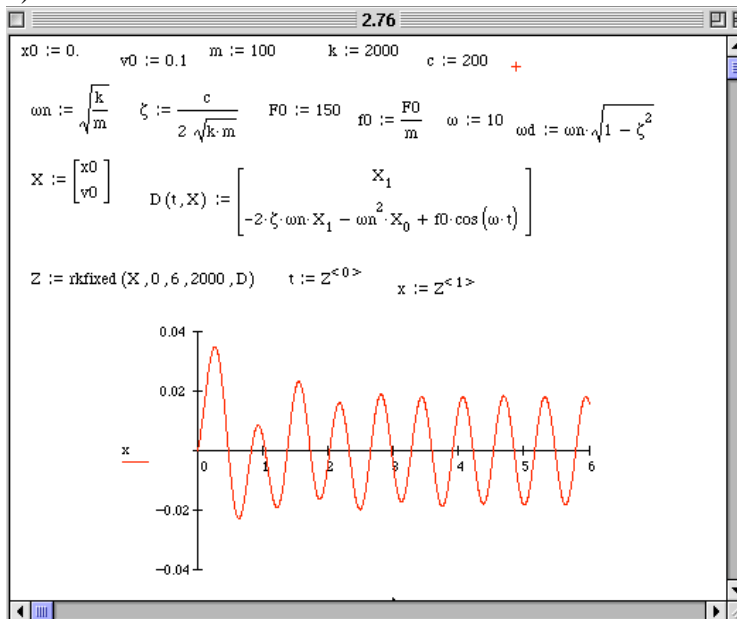 2.76
x0 := 0. v0 := 0.1 m := 100 k := 2000 c := 200 +
ωn := √(k/m) ζ := c/(2 √(k·m)) F0 := 150 f0 := F0/m ω := 10 ωd := ωn·√(1 − ζ²)
X := [x0 v0] D(t,X) := [X₁ −2·ζ·ωn·X₁ − ωn²·X₀ + f0·cos(ω·t)]
Z := rkfixed(X,0,6,2000,D) t := Z<0> x := Z<1>
0.04
0.02
x
0 1 2 3 4 5 6
−0.02
−0.04